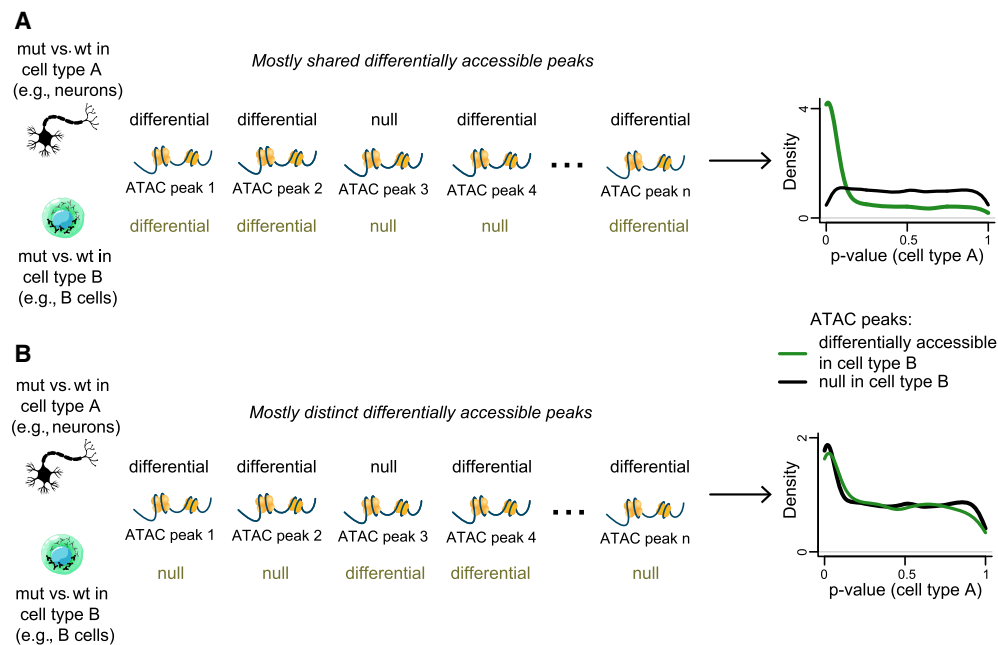 A
mut vs. wt in
cell type A
(e.g., neurons)
Mostly shared differentially accessible peaks
differential differential null differential differential
ATAC peak 1 ATAC peak 2 ATAC peak 3 ATAC peak 4 ... ATAC peak n
differential differential null null differential
mut vs. wt in
cell type B
(e.g., B cells)
4
Density
0
0 0.5 1
p-value (cell type A)
ATAC peaks:
differentially accessible
in cell type B
null in cell type B
B
mut vs. wt in
cell type A
(e.g., neurons)
Mostly distinct differentially accessible peaks
differential differential null differential differential
ATAC peak 1 ATAC peak 2 ATAC peak 3 ATAC peak 4 ... ATAC peak n
null null differential differential null
mut vs. wt in
cell type B
(e.g., B cells)
2
Density
0
0 0.5 1
p-value (cell type A)